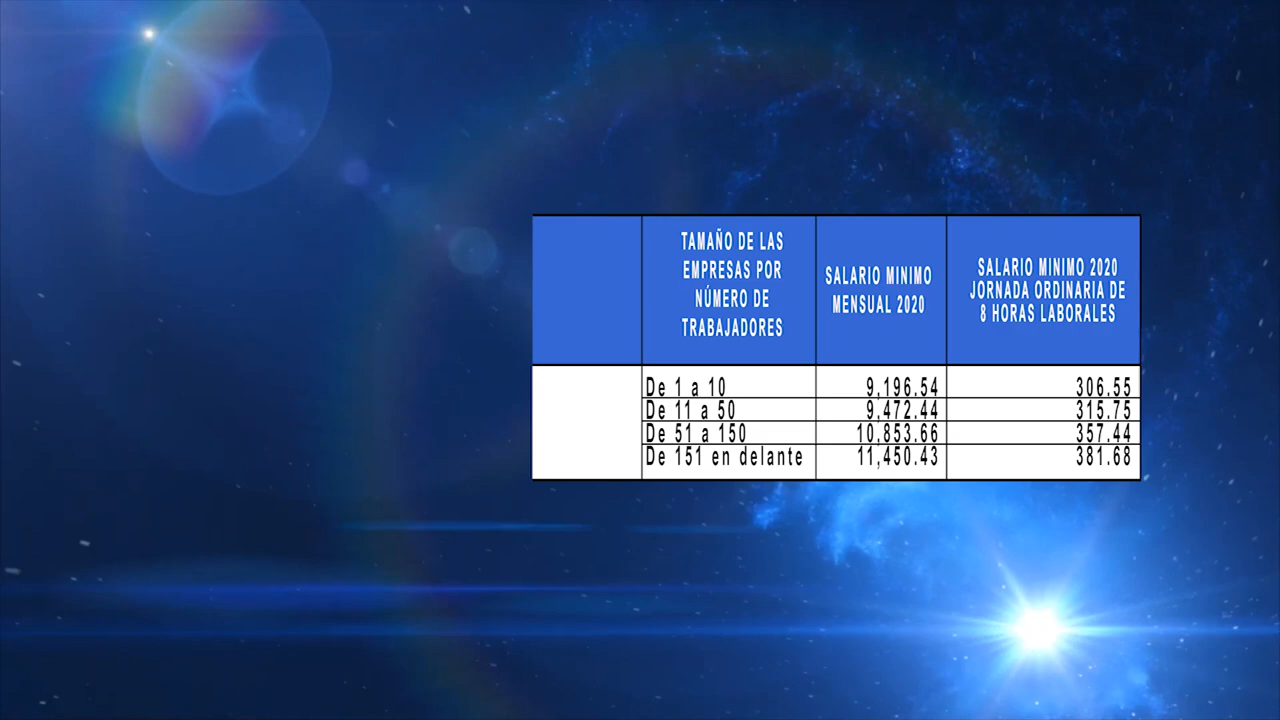 TAMAÑO DE LAS
EMPRESAS POR
NÚMERO DE
TRABAJADORES
SALARIO MINIMO
MENSUAL 2020
SALARIO MINIMO 2020
JORNADA ORDINARIA DE
8 HORAS LABORALES
De 1 a 10 9,196.54 306.55
De 11 a 50 9,472.44 315.75
De 51 a 150 10,853.66 357.44
De 151 en delante 11,450.43 381.68